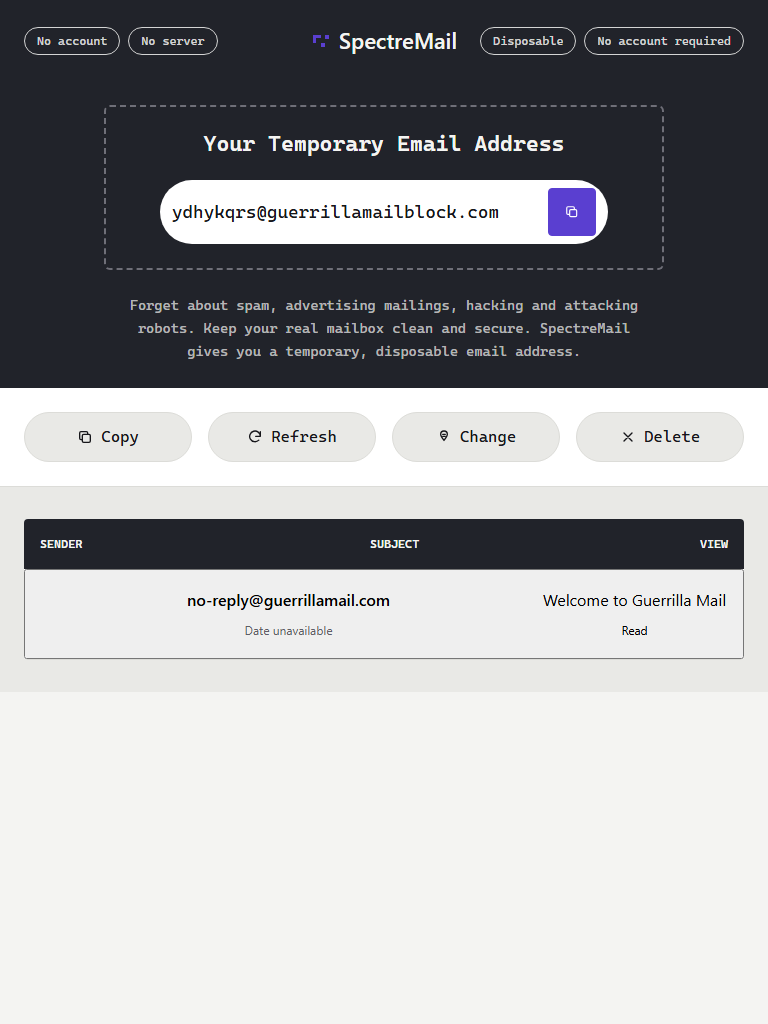 No account
No server
SpectreMail
Disposable
No account required
Your Temporary Email Address
ydhykqrs@guerrillamailblock.com
Forget about spam, advertising mailings, hacking and attacking
robots. Keep your real mailbox clean and secure. SpectreMail
gives you a temporary, disposable email address.
Copy
Refresh
Change
Delete
SENDER
SUBJECT
VIEW
no-reply@guerrillamail.com
Welcome to Guerrilla Mail
Date unavailable
Read